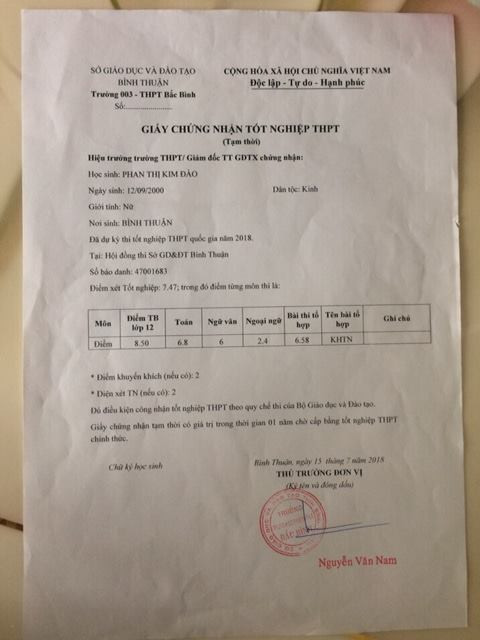 SỞ GIÁO DỤC VÀ ĐÀO TẠO
BÌNH THUẬN
Trường 003 - THPT Bắc Bình
Số:........................
CỘNG HÒA XÃ HỘI CHỦ NGHĨA VIỆT NAM
Độc lập - Tự do - Hạnh phúc
GIẤY CHỨNG NHẬN TỐT NGHIỆP THPT
(Tạm thời)
Hiệu trưởng trường THPT/ Giám đốc TT GDTX chứng nhận:
Học sinh: PHAN THỊ KIM ĐÀO
Ngày sinh: 12/09/2000 Dân tộc: Kinh
Giới tính: Nữ
Nơi sinh: BÌNH THUẬN
Đã dự kỳ thi tốt nghiệp THPT quốc gia năm 2018.
Tại: Hội đồng thi Sở GD&ĐT Bình Thuận
Số báo danh: 47001683
Điểm xét Tốt nghiệp: 7.47; trong đó điểm từng môn thi là:
Môn Điểm TB lớp 12 Toán Ngữ văn Ngoại ngữ Bài thi tổ hợp Tên bài tổ hợp Ghi chú
Điểm 8.50 6.8 6 2.4 6.58 KHTN
* Điểm khuyến khích (nếu có): 2
* Diện xét TN (nếu có): 2
Đủ điều kiện công nhận tốt nghiệp THPT theo quy chế thi của Bộ Giáo dục và Đào tạo.
Giấy chứng nhận tạm thời có giá trị trong thời gian 01 năm chờ cấp bằng tốt nghiệp THPT
chính thức.
Chữ ký học sinh
Bình Thuận, ngày 15 tháng 7 năm 2018
THỦ TRƯỞNG ĐƠN VỊ
(Ký tên và đóng dấu)
TRƯỜNG
BẮC BÌNH
Nguyễn Văn Nam